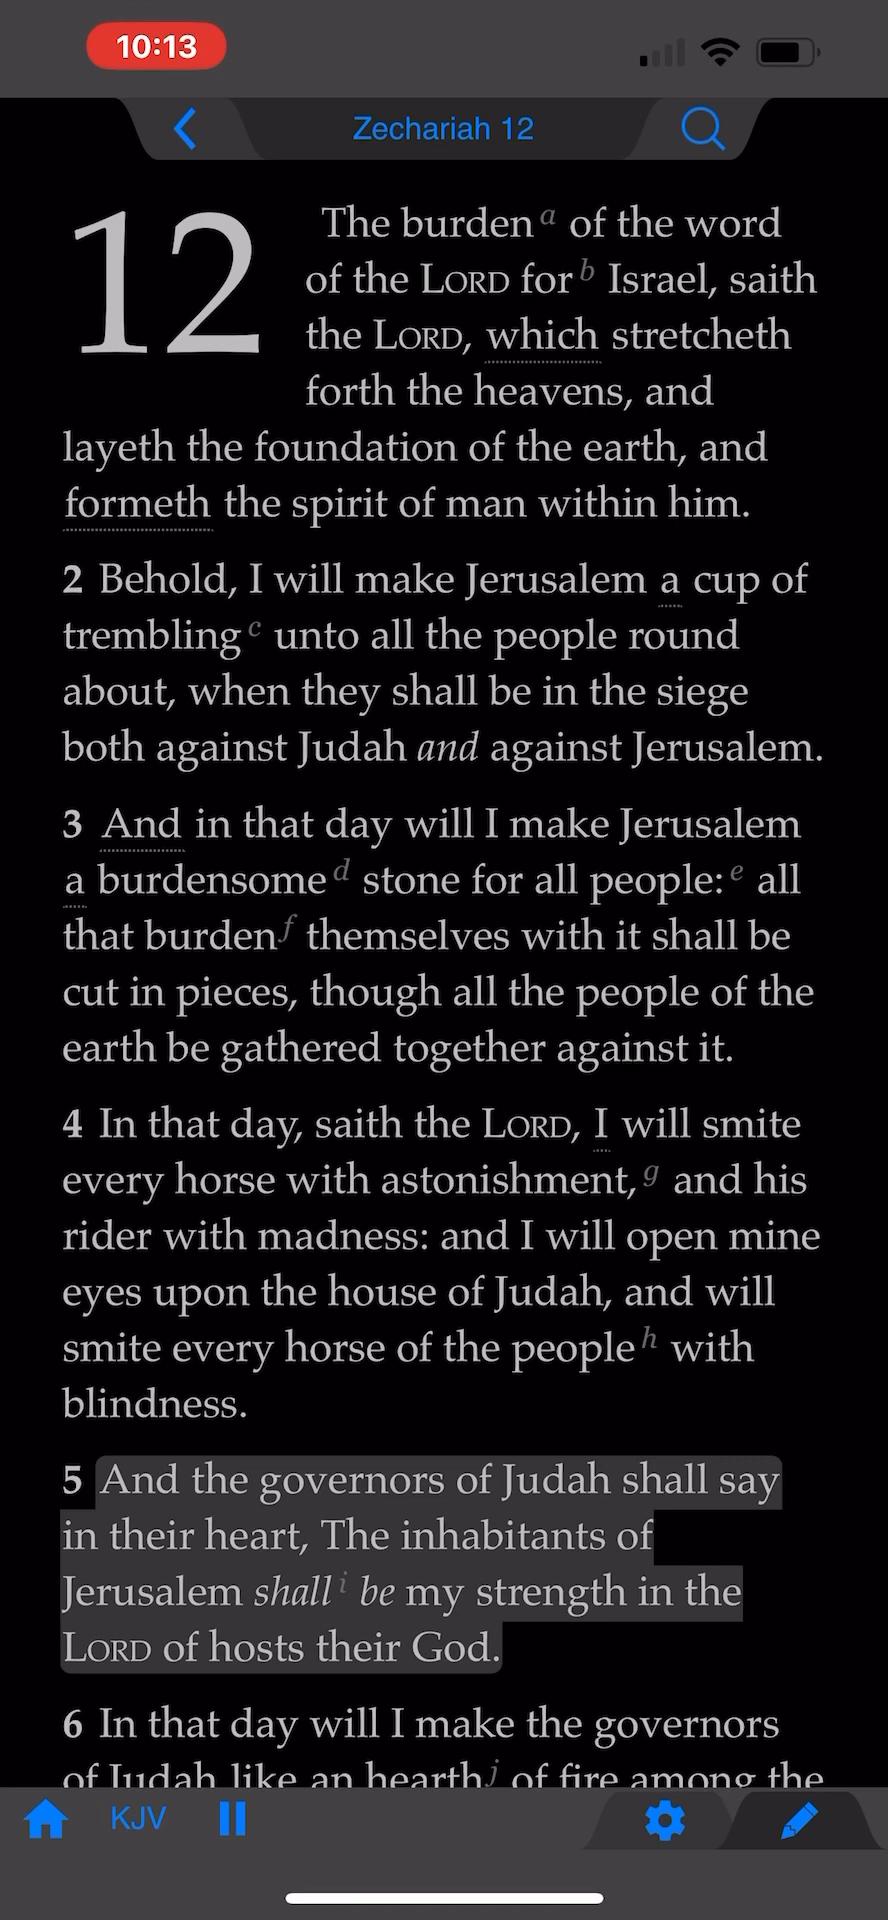 10:13
Zechariah 12
12 The burden a of the word
of the LORD for b Israel, saith
the LORD, which stretcheth
forth the heavens, and
layeth the foundation of the earth, and
formeth the spirit of man within him.
2 Behold, I will make Jerusalem a cup of
trembling c unto all the people round
about, when they shall be in the siege
both against Judah and against Jerusalem.
3 And in that day will I make Jerusalem
a burdensome d stone for all people: e all
that burden f themselves with it shall be
cut in pieces, though all the people of the
earth be gathered together against it.
4 In that day, saith the LORD, I will smite
every horse with astonishment, g and his
rider with madness: and I will open mine
eyes upon the house of Judah, and will
smite every horse of the people h with
blindness.
5 And the governors of Judah shall say
in their heart, The inhabitants of
Jerusalem shall i be my strength in the
LORD of hosts their God.
6 In that day will I make the governors
of Judah like an hearth j of fire among the
KJV